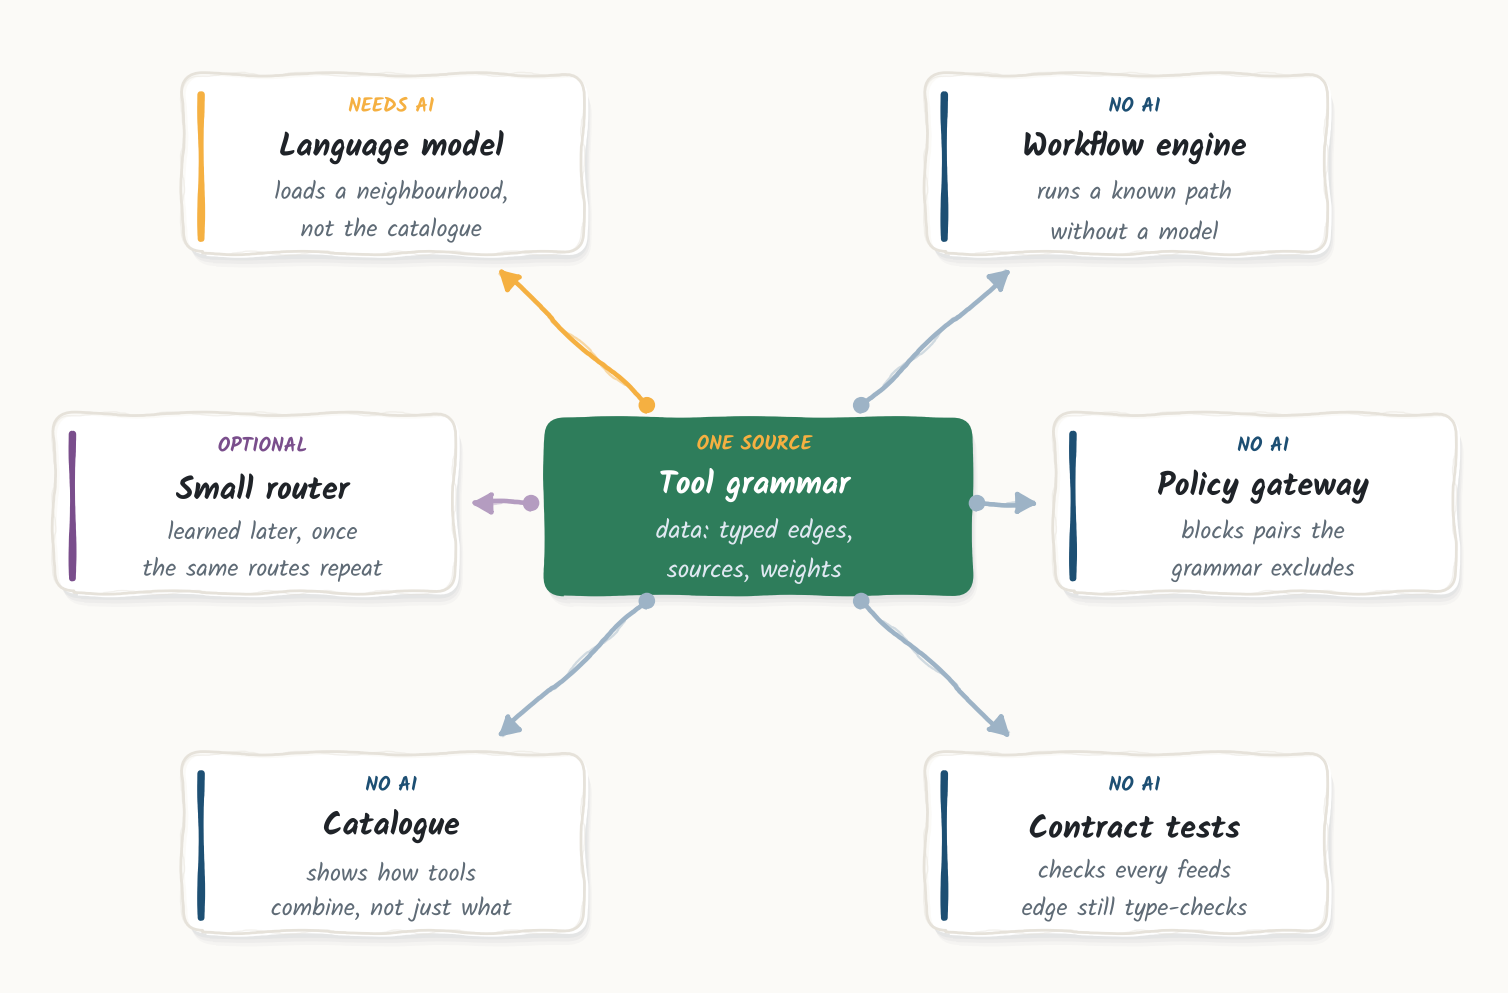 NEEDS AI
Language model
loads a neighbourhood,
not the catalogue
NO AI
Workflow engine
runs a known path
without a model
OPTIONAL
Small router
learned later, once
the same routes repeat
ONE SOURCE
Tool grammar
data: typed edges,
sources, weights
NO AI
Policy gateway
blocks pairs the
grammar excludes
NO AI
Catalogue
shows how tools
combine, not just what
NO AI
Contract tests
checks every feeds
edge still type-checks